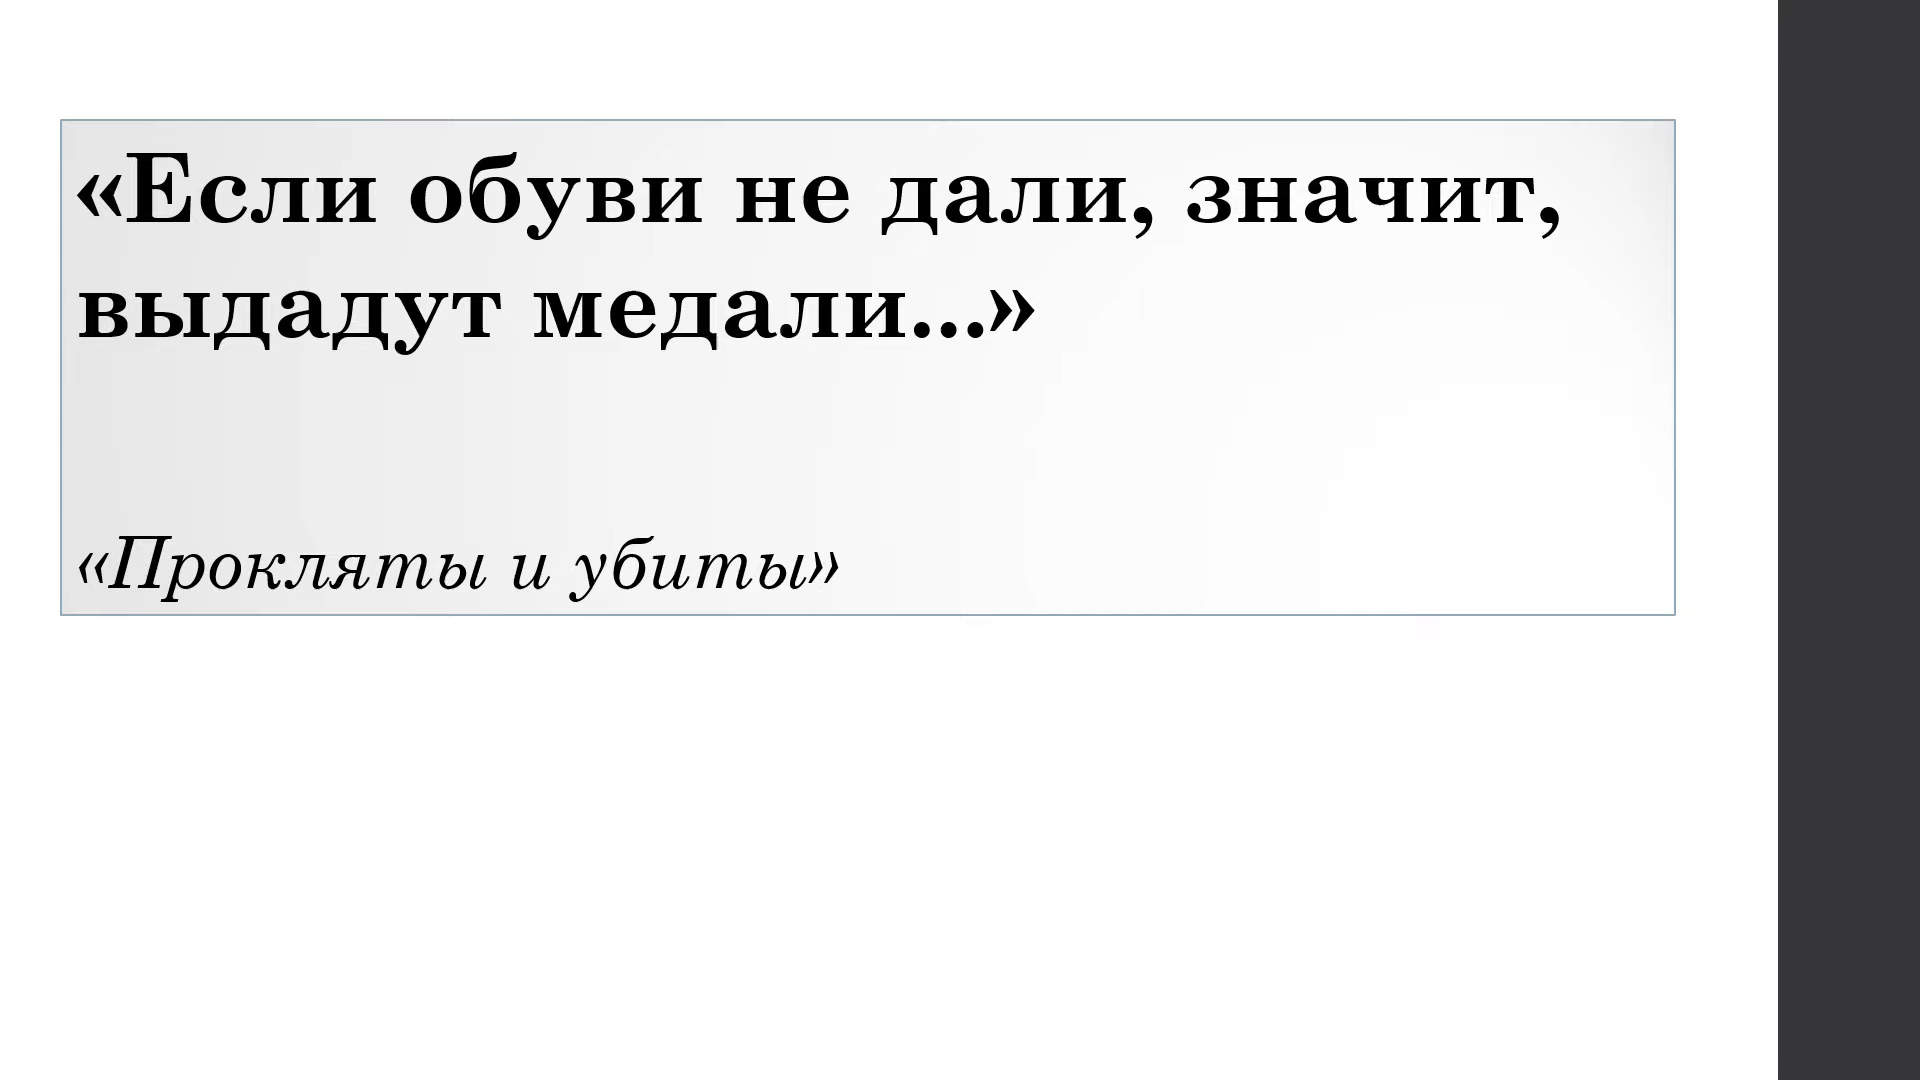 «Если обуви не дали, значит,
выдадут медали...»
«Прокляты и убиты»